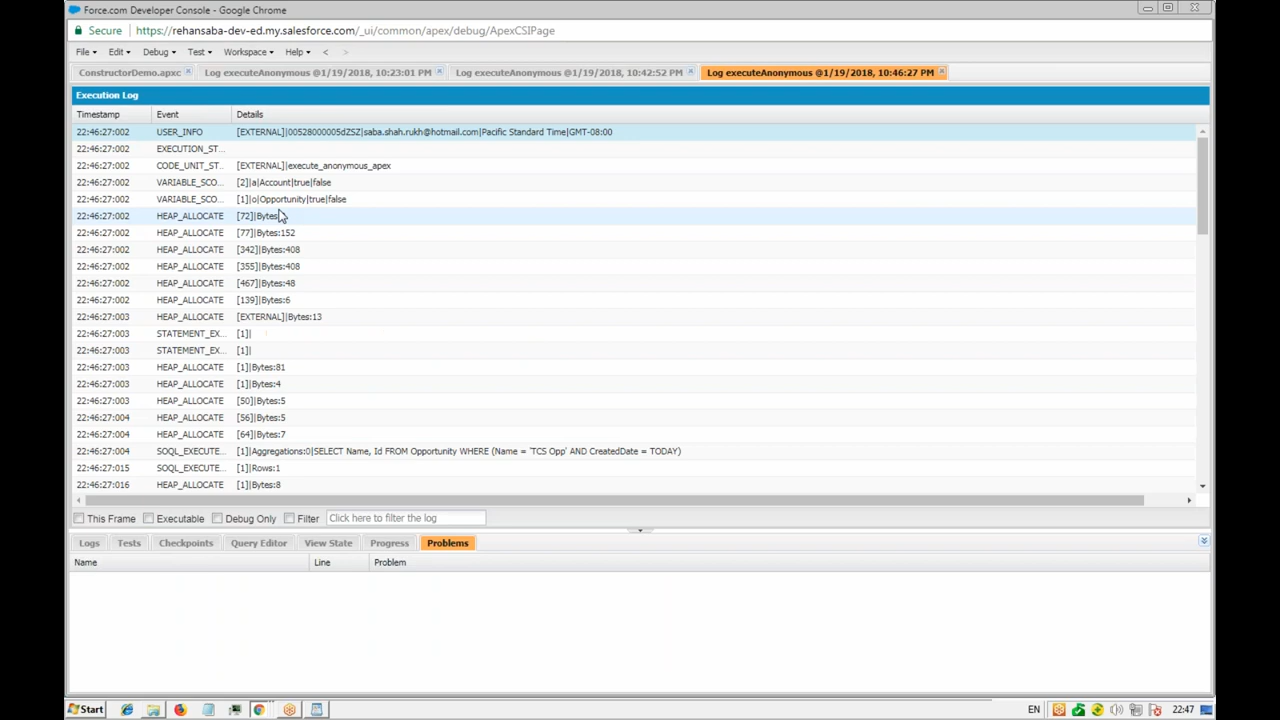 Force.com Developer Console - Google Chrome
Secure https://rehansaba-dev-ed.my.salesforce.com/_ui/common/apex/debug/ApexCSIPage
File Edit Debug Test Workspace Help < >
ConstructorDemo.apxc Log executeAnonymous @1/19/2018, 10:23:01 PM Log executeAnonymous @1/19/2018, 10:42:52 PM Log executeAnonymous @1/19/2018, 10:46:27 PM
Execution Log
Timestamp Event Details
22:46:27:002 USER_INFO [EXTERNAL]|00528000005dZSZ|saba.shah.rukh@hotmail.com|Pacific Standard Time|GMT-08:00
22:46:27:002 EXECUTION_ST...
22:46:27:002 CODE_UNIT_ST... [EXTERNAL]|execute_anonymous_apex
22:46:27:002 VARIABLE_SCO... [2]|a|Account|true|false
22:46:27:002 VARIABLE_SCO... [1]|o|Opportunity|true|false
22:46:27:002 HEAP_ALLOCATE [72]|Bytes
22:46:27:002 HEAP_ALLOCATE [77]|Bytes:152
22:46:27:002 HEAP_ALLOCATE [342]|Bytes:408
22:46:27:002 HEAP_ALLOCATE [355]|Bytes:408
22:46:27:002 HEAP_ALLOCATE [467]|Bytes:48
22:46:27:002 HEAP_ALLOCATE [139]|Bytes:6
22:46:27:003 HEAP_ALLOCATE [EXTERNAL]|Bytes:13
22:46:27:003 STATEMENT_EX... [1]|
22:46:27:003 STATEMENT_EX... [1]|
22:46:27:003 HEAP_ALLOCATE [1]|Bytes:81
22:46:27:003 HEAP_ALLOCATE [1]|Bytes:4
22:46:27:003 HEAP_ALLOCATE [50]|Bytes:5
22:46:27:004 HEAP_ALLOCATE [56]|Bytes:5
22:46:27:004 HEAP_ALLOCATE [64]|Bytes:7
22:46:27:004 SOQL_EXECUTE... [1]|Aggregations:0|SELECT Name, Id FROM Opportunity WHERE (Name = 'TCS Opp' AND CreatedDate = TODAY)
22:46:27:015 SOQL_EXECUTE... [1]|Rows:1
22:46:27:016 HEAP_ALLOCATE [1]|Bytes:8
This Frame Executable Debug Only Filter Click here to filter the log
Logs Tests Checkpoints Query Editor View State Progress Problems
Name Line Problem
Start EN 22:47